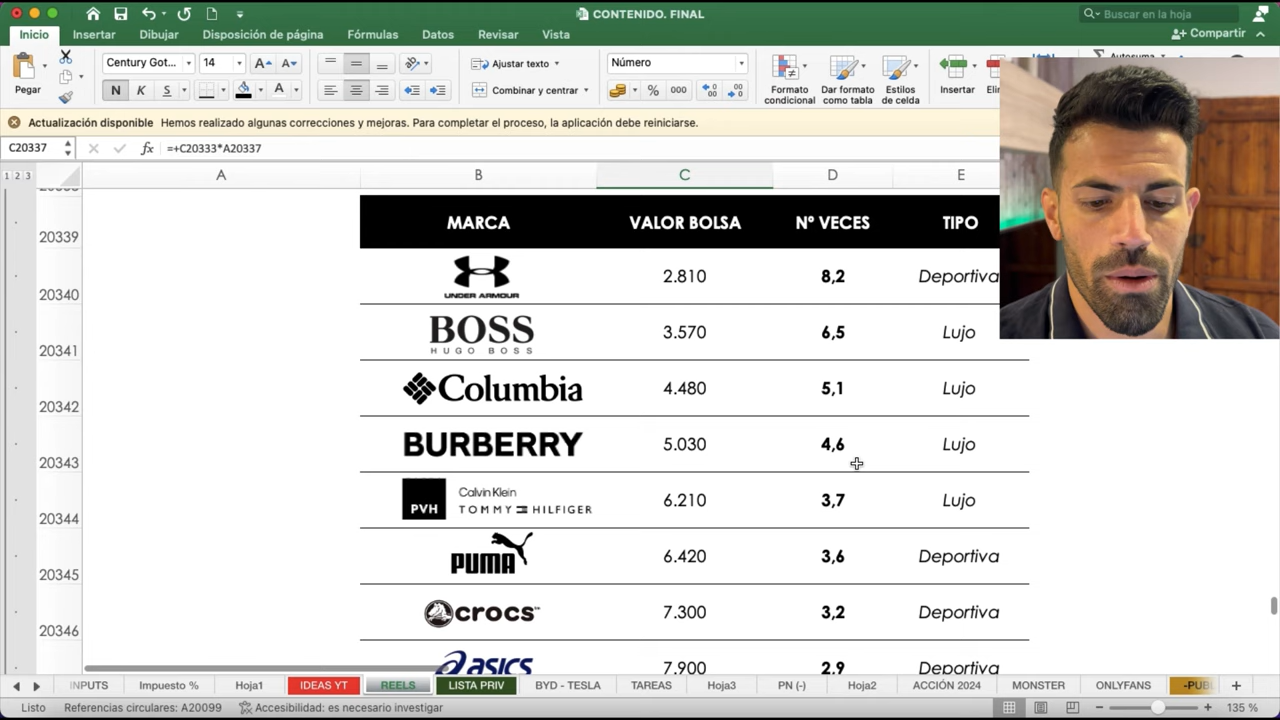 CONTENIDO. FINAL
Buscar en la hoja
Inicio Insertar Dibujar Disposición de página Fórmulas Datos Revisar Vista Compartir
Pegar
Century Got... 14
N K S
Ajustar texto
Combinar y centrar
Número
% 000
Formato condicional
Dar formato como tabla
Estilos de celda
Insertar
Autosuma
Actualización disponible Hemos realizado algunas correcciones y mejoras. Para completar el proceso, la aplicación debe reiniciarse.
C20337 fx =+C20333*A20337
1 2 3 A B C D E
20339 MARCA VALOR BOLSA Nº VECES TIPO
20340 UNDER ARMOUR 2.810 8,2 Deportiva
20341 BOSS HUGO BOSS 3.570 6,5 Lujo
20342 Columbia 4.480 5,1 Lujo
20343 BURBERRY 5.030 4,6 Lujo
20344 PVH Calvin Klein TOMMY HILFIGER 6.210 3,7 Lujo
20345 PUMA 6.420 3,6 Deportiva
20346 crocs™ 7.300 3,2 Deportiva
asics 7.900 2,9 Deportiva
INPUTS Impuesto % Hoja1 IDEAS YT REELS LISTA PRIV BYD - TESLA TAREAS Hoja3 PN (-) Hoja2 ACCIÓN 2024 MONSTER ONLYFANS
Listo Referencias circulares: A20099 Accesibilidad: es necesario investigar 135 %